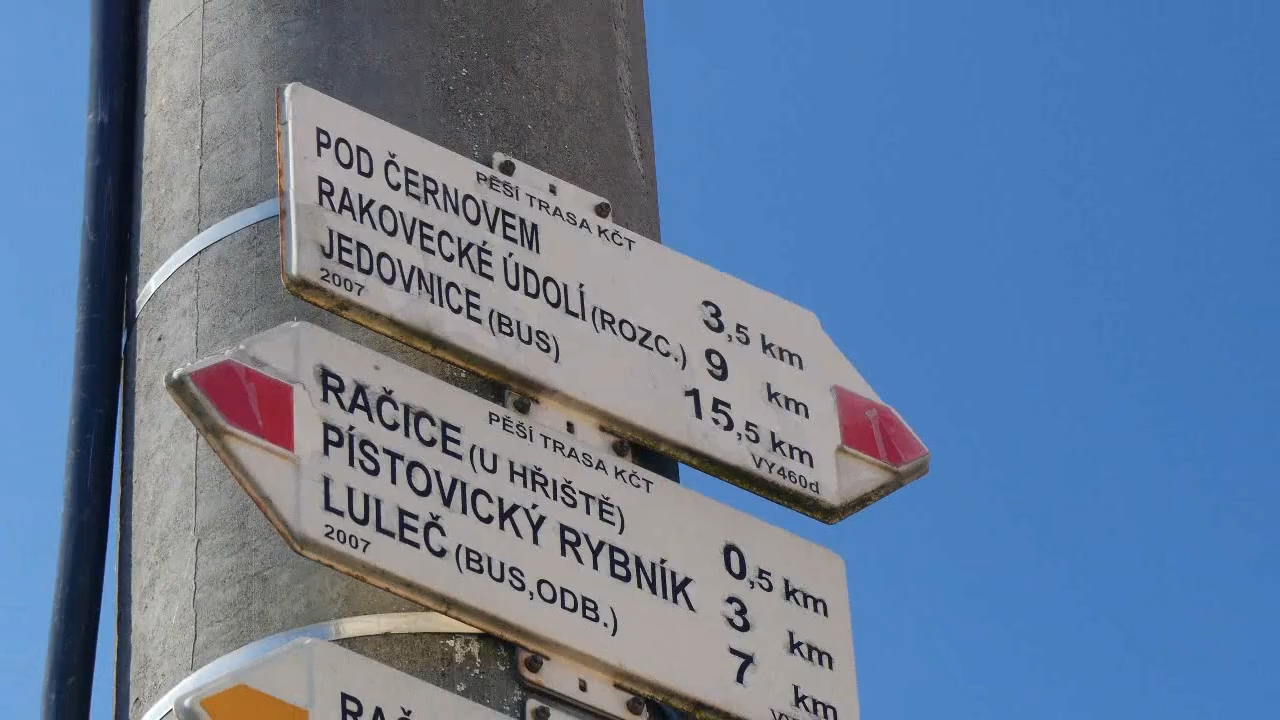 PĚŠÍ TRASA KČT
POD ČERNOVEM 3,5 km
RAKOVECKÉ ÚDOLÍ (ROZC.) 9 km
JEDOVNICE (BUS) 15,5 km
2007 VY460d
PĚŠÍ TRASA KČT
RAČICE (U HŘIŠTĚ) 0,5 km
PÍSTOVICKÝ RYBNÍK 3 km
LULEČ (BUS,ODB.) 7 km
2007